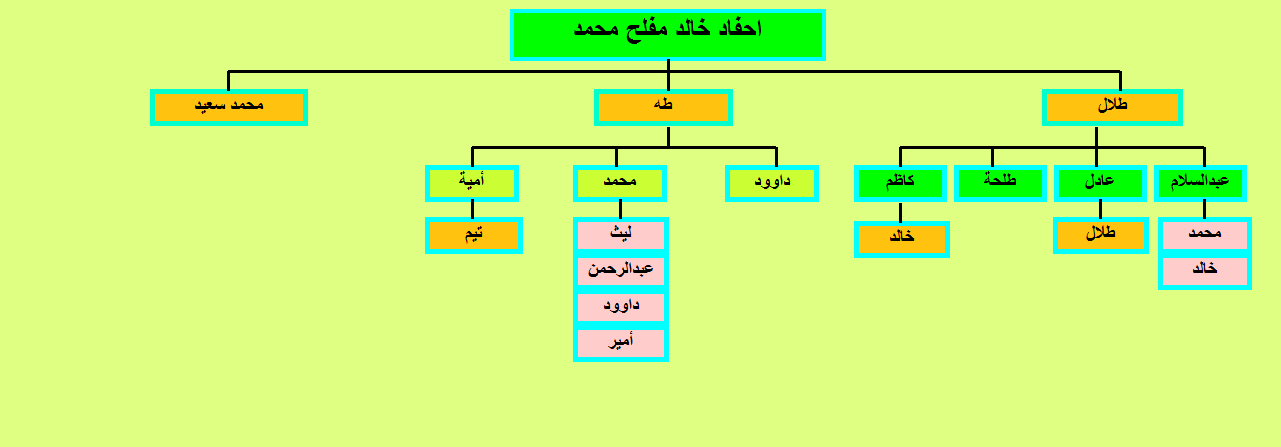 احفاد خالد مفلح محمد
طلال
طه
محمد سعيد
عبدالسلام
عادل
طلحة
كاظم
داوود
محمد
أمية
محمد
خالد
طلال
خالد
ليث
عبدالرحمن
داوود
أمير
تيم